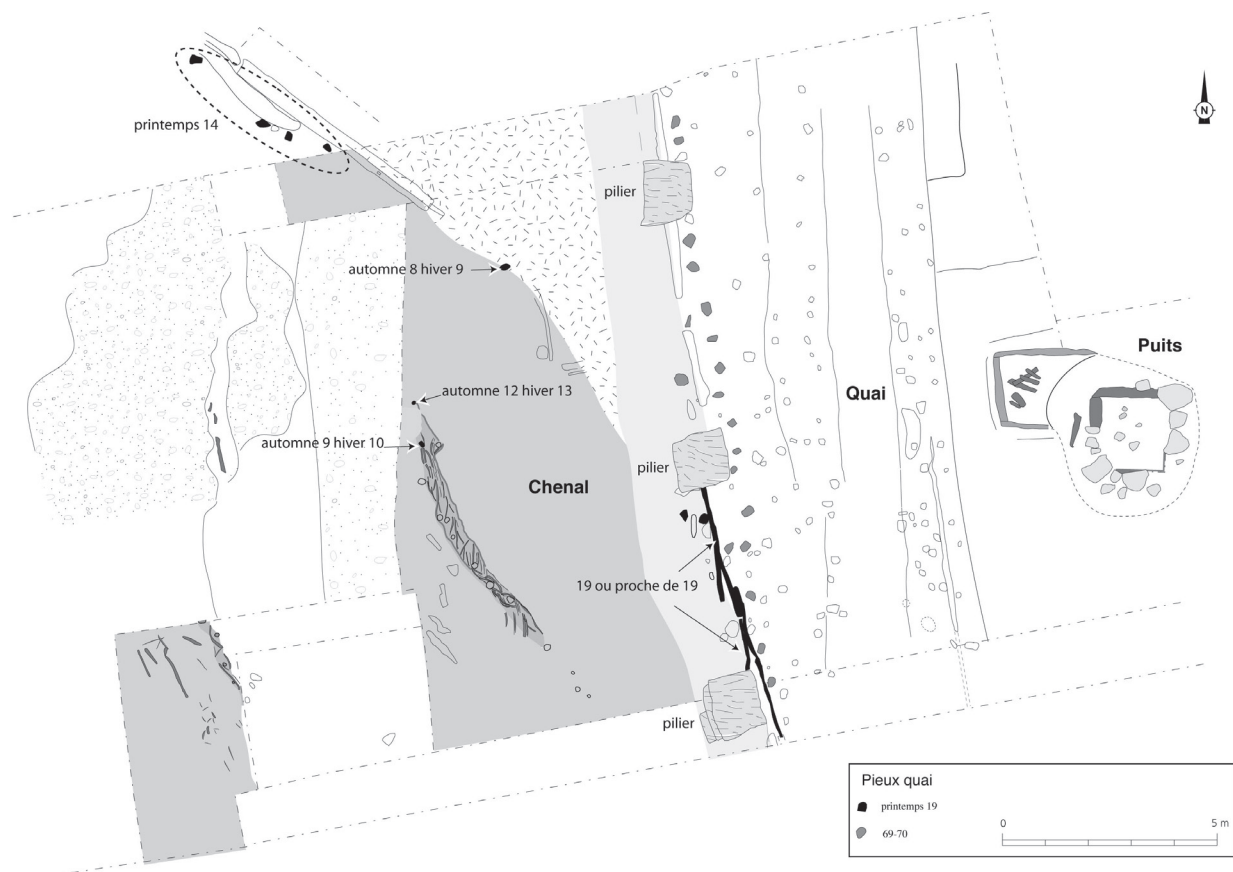 printemps 14
N
pilier
automne 8 hiver 9
Puits
automne 12 hiver 13
Quai
automne 9 hiver 10
pilier
Chenal
19 ou proche de 19
pilier
Pieux quai
printemps 19
69-70
0
5 m